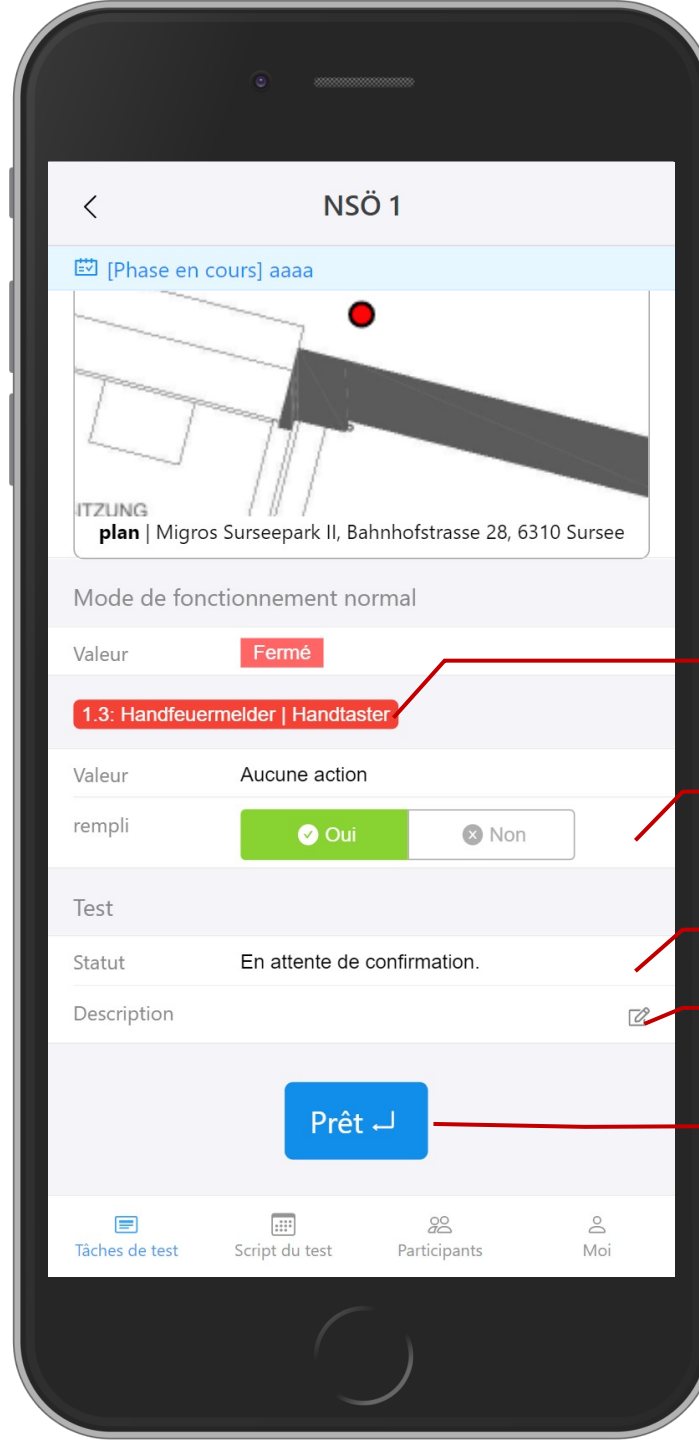 NSÖ 1
[Phase en cours] aaaa
ITZUNG
plan | Migros Surseepark II, Bahnhofstrasse 28, 6310 Sursee
Mode de fonctionnement normal
Valeur Fermé
1.3: Handfeuermelder | Handtaster
Valeur Aucune action
rempli Oui Non
Test
Statut En attente de confirmation.
Description
Prêt
Tâches de test Script du test Participants Moi